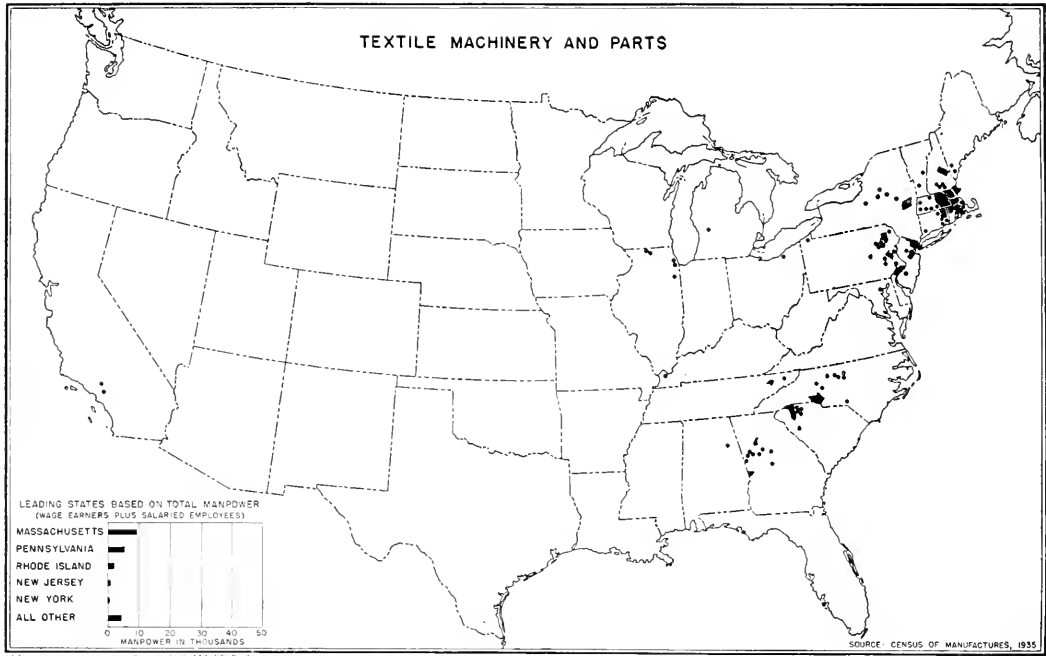 TEXTILE MACHINERY AND PARTS
LEADING STATES BASED ON TOTAL MANPOWER
(WAGE EARNERS PLUS SALARIED EMPLOYEES)
MASSACHUSETTS
PENNSYLVANIA
RHODE ISLAND
NEW JERSEY
NEW YORK
ALL OTHER
0 10 20 30 40 50
MANPOWER IN THOUSANDS
SOURCE: CENSUS OF MANUFACTURES, 1935